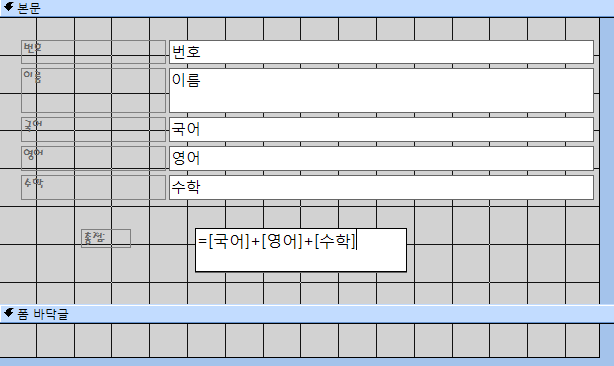 본문
번호 번호
이름 이름
국어 국어
영어 영어
수학 수학
총점: =[국어]+[영어]+[수학]
폼 바닥글